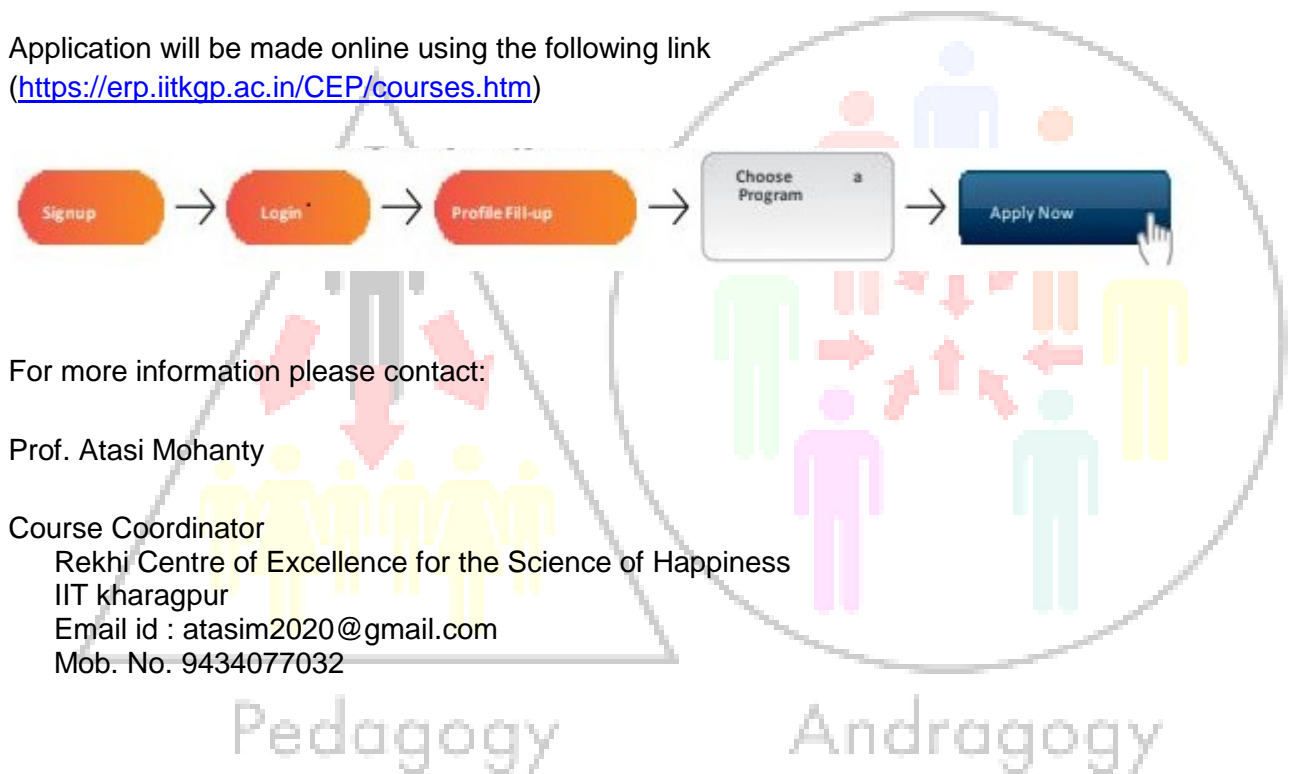 Application will be made online using the following link
(https://erp.iitkgp.ac.in/CEP/courses.htm)
Signup
Login
Profile Fill-up
Choose a
Program
Apply Now
For more information please contact:
Prof. Atasi Mohanty
Course Coordinator
Rekhi Centre of Excellence for the Science of Happiness
IIT kharagpur
Email id : atasim2020@gmail.com
Mob. No. 9434077032
Pedagogy
Andragogy